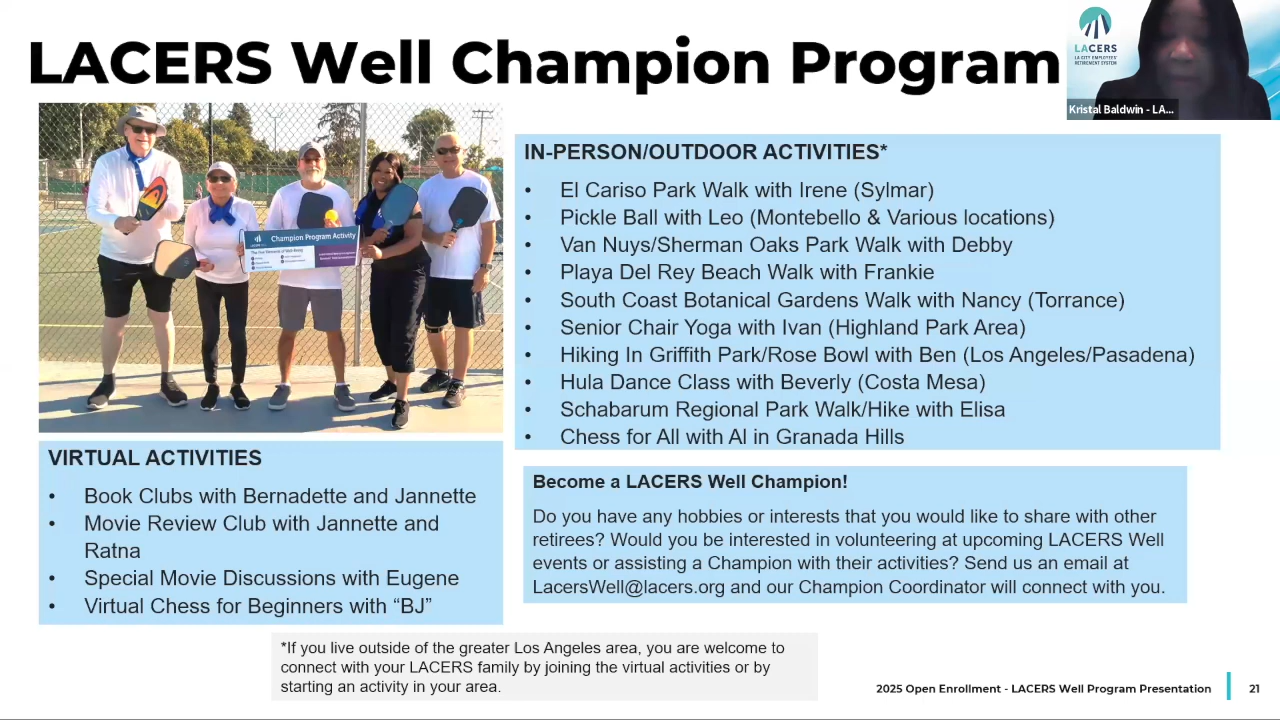 LACERS Well Champion Program
LACERS
LA CITY EMPLOYEES'
RETIREMENT SYSTEM
Kristal Baldwin - LA...
LACERS
Champion Program Activity
IN-PERSON/OUTDOOR ACTIVITIES*
• El Cariso Park Walk with Irene (Sylmar)
• Pickle Ball with Leo (Montebello & Various locations)
• Van Nuys/Sherman Oaks Park Walk with Debby
• Playa Del Rey Beach Walk with Frankie
• South Coast Botanical Gardens Walk with Nancy (Torrance)
• Senior Chair Yoga with Ivan (Highland Park Area)
• Hiking In Griffith Park/Rose Bowl with Ben (Los Angeles/Pasadena)
• Hula Dance Class with Beverly (Costa Mesa)
• Schabarum Regional Park Walk/Hike with Elisa
• Chess for All with Al in Granada Hills
VIRTUAL ACTIVITIES
• Book Clubs with Bernadette and Jannette
• Movie Review Club with Jannette and
Ratna
• Special Movie Discussions with Eugene
• Virtual Chess for Beginners with “BJ”
Become a LACERS Well Champion!
Do you have any hobbies or interests that you would like to share with other
retirees? Would you be interested in volunteering at upcoming LACERS Well
events or assisting a Champion with their activities? Send us an email at
LacersWell@lacers.org and our Champion Coordinator will connect with you.
*If you live outside of the greater Los Angeles area, you are welcome to
connect with your LACERS family by joining the virtual activities or by
starting an activity in your area.
2025 Open Enrollment - LACERS Well Program Presentation
21